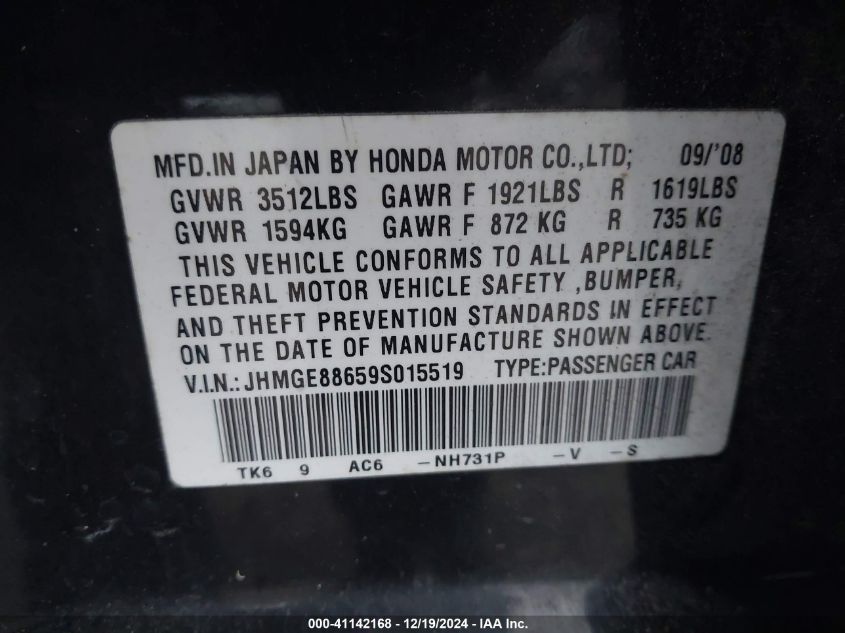 MFD.IN JAPAN BY HONDA MOTOR CO.,LTD; 09/'08
GVWR 3512LBS GAWR F 1921LBS R 1619LBS
GVWR 1594KG GAWR F 872 KG R 735 KG
THIS VEHICLE CONFORMS TO ALL APPLICABLE
FEDERAL MOTOR VEHICLE SAFETY ,BUMPER,
AND THEFT PREVENTION STANDARDS IN EFFECT
ON THE DATE OF MANUFACTURE SHOWN ABOVE.
V.I.N.:JHMGE88659S015519 TYPE:PASSENGER CAR
TK6 9 AC6 -NH731P -V -S
000-41142168 - 12/19/2024 - 1001 - NY